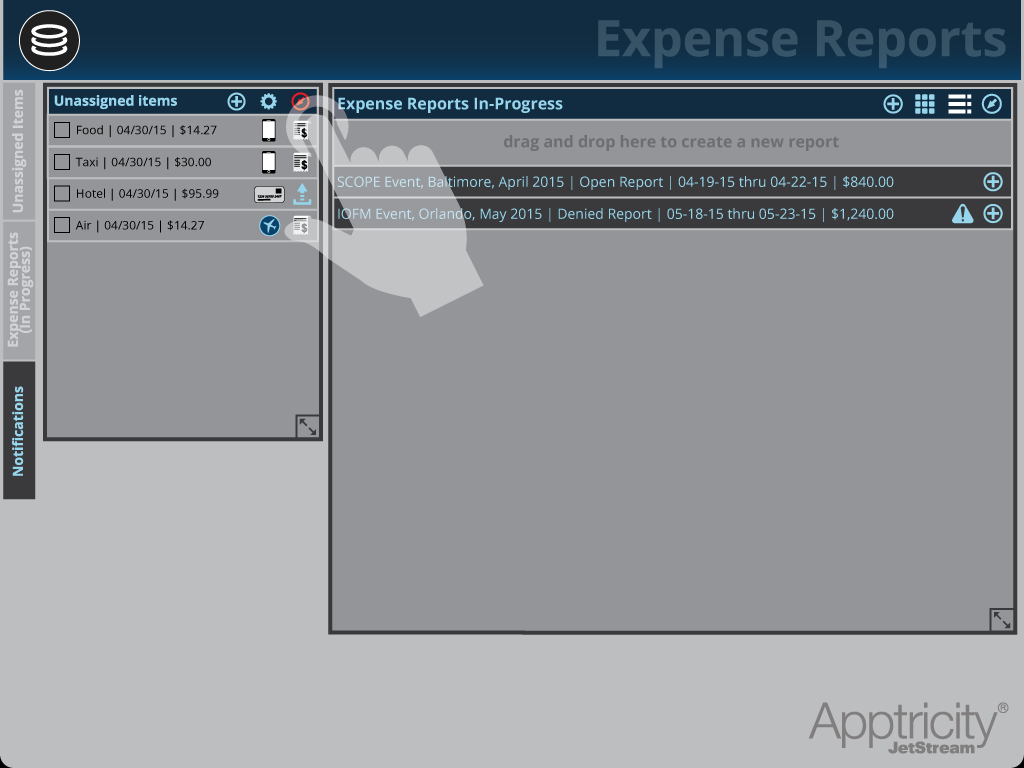 Expense Reports
Unassigned Items
Expense Reports
(In Progress)
Notifications
Unassigned items
Food | 04/30/15 | $14.27
Taxi | 04/30/15 | $30.00
Hotel | 04/30/15 | $95.99
Air | 04/30/15 | $14.27
Expense Reports In-Progress
drag and drop here to create a new report
SCOPE Event, Baltimore, April 2015 | Open Report | 04-19-15 thru 04-22-15 | $840.00
IOFM Event, Orlando, May 2015 | Denied Report | 05-18-15 thru 05-23-15 | $1,240.00
Apptricity®
JetStream